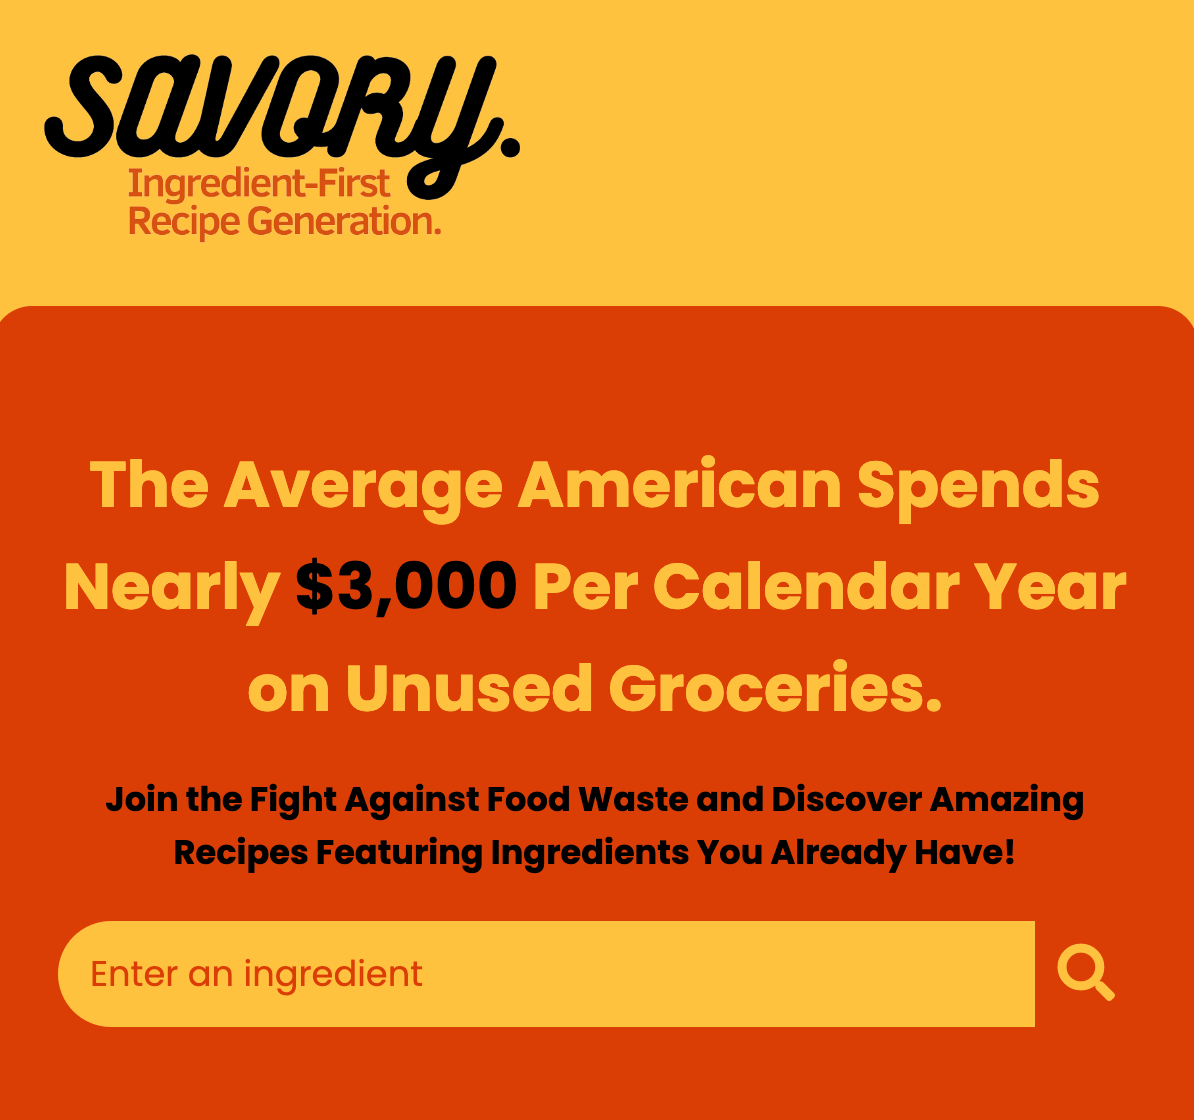 savory.
Ingredient-First
Recipe Generation.
The Average American Spends
Nearly $3,000 Per Calendar Year
on Unused Groceries.
Join the Fight Against Food Waste and Discover Amazing
Recipes Featuring Ingredients You Already Have!
Enter an ingredient